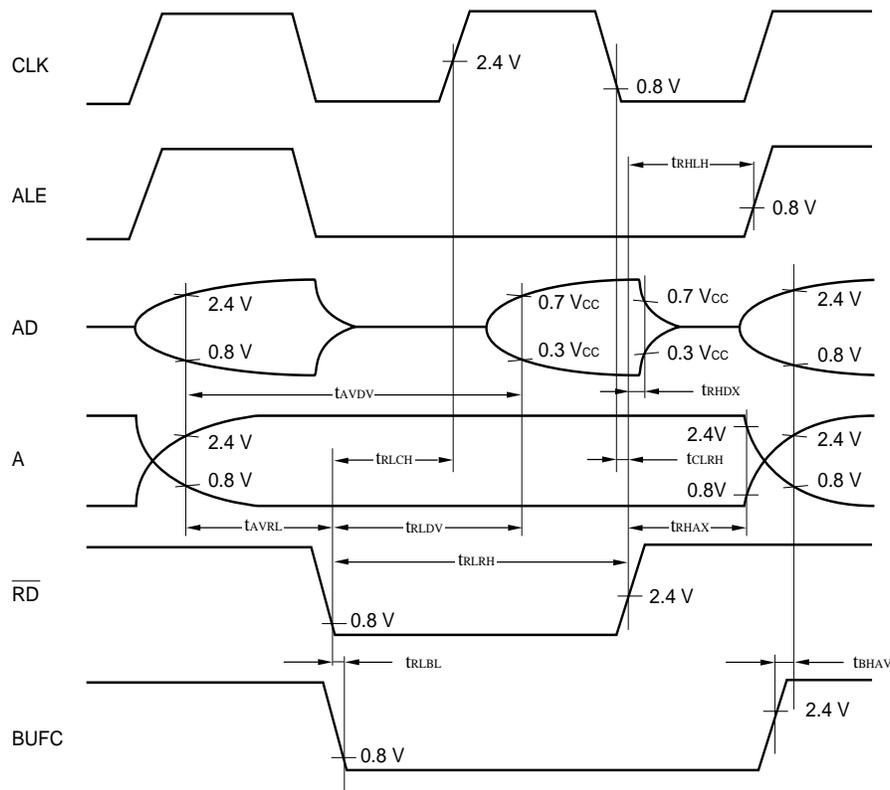 CLK
2.4 V
0.8 V
ALE
tRHLH
0.8 V
AD
2.4 V
0.8 V
0.7 VCC
0.3 VCC
0.7 VCC
0.3 VCC
2.4 V
0.8 V
tAVDV
tRHDX
A
2.4 V
0.8 V
tRLCH
2.4V
0.8V
tCLRH
2.4 V
0.8 V
tAVRL
tRLDV
tRHAX
tRLRH
RD
0.8 V
2.4 V
tRLBL
tBHAV
BUFC
0.8 V
2.4 V